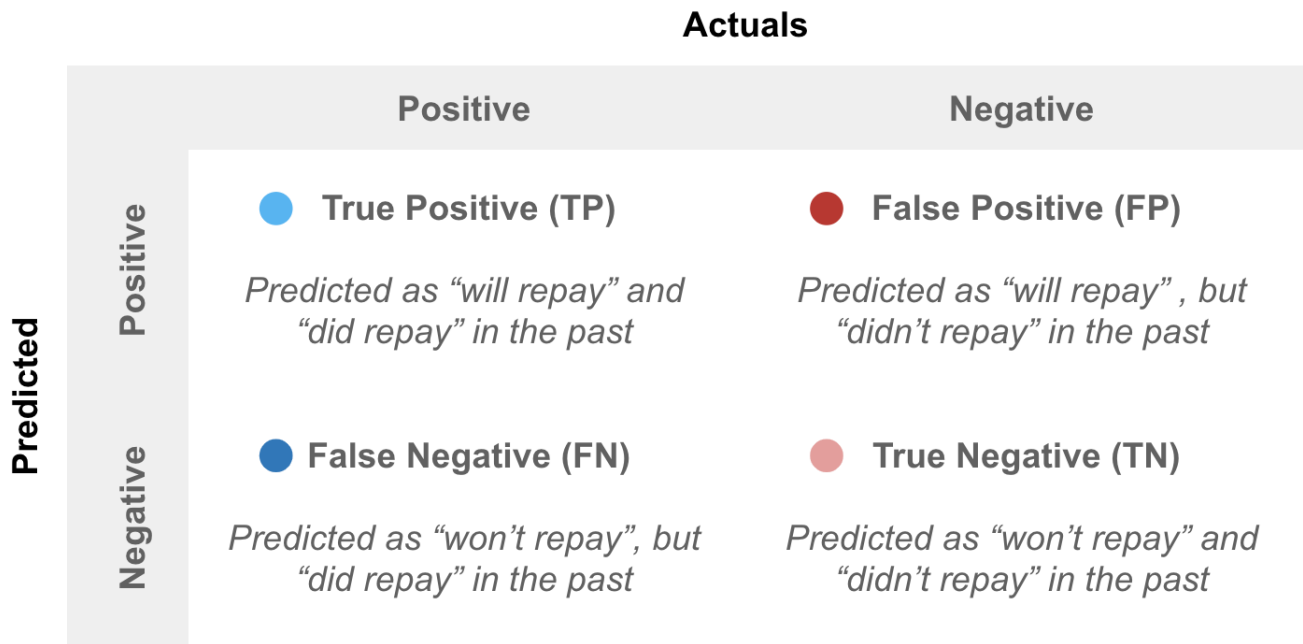 Actuals
Positive
Negative
Predicted
Positive
True Positive (TP)
Predicted as “will repay” and
“did repay” in the past
False Positive (FP)
Predicted as “will repay” , but
“didn’t repay” in the past
Negative
False Negative (FN)
Predicted as “won’t repay”, but
“did repay” in the past
True Negative (TN)
Predicted as “won’t repay” and
“didn’t repay” in the past